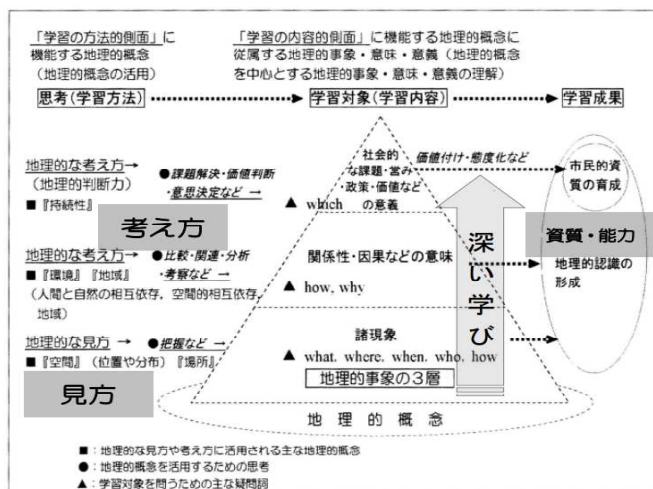 「学習の方法的側面」に
機能する地理的概念
（地理的概念の活用）
「学習の内容的側面」に機能する地理的概念に
従属する地理的事象・意味・意義（地理的概念
を中心とする地理的事象・意味・意義の理解）
思考（学習方法）
学習対象（学習内容）
学習成果
地理的な考え方→
（地理的判断力）
■『持続性』
●課題解決・価値判断
・意思決定など →
社会的
な課題・営み
・政策・価値など
の意義
▲ which
価値付け・態度化など
市民的資
質の育成
考え方
地理的な考え方→
■『環境』『地域』
（人間と自然の相互依存，空間的相互依存，
地域）
●比較・関連・分析
・考察など →
関係性・因果などの意味
▲ how, why
深い学び
資質・能力
地理的認識の
形成
地理的な見方 →
■『空間』（位置や分布）『場所』
●把握など →
諸現象
▲ what. where. when. who. how
地理的事象の3層
見方
地 理 的 概 念
■：地理的な見方や考え方に活用される主な地理的概念
●：地理的概念を活用するための思考
▲：学習対象を問うための主な疑問詞